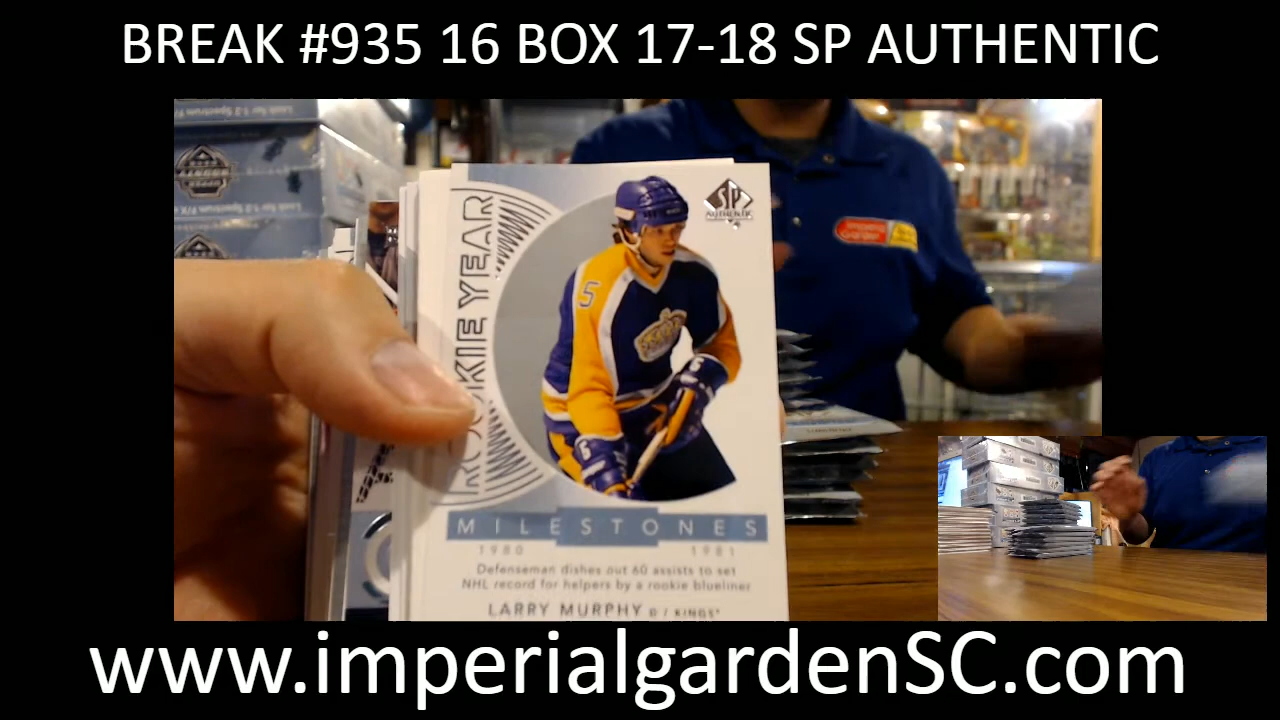 BREAK #935 16 BOX 17-18 SP AUTHENTIC
SP
AUTHENTIC
ROOKIE YEAR
5
MILESTONES
1980 1981
Defenseman dishes out 60 assists to set
NHL record for helpers by a rookie blueliner
LARRY MURPHY D / KINGS
www.imperialgardenSC.com